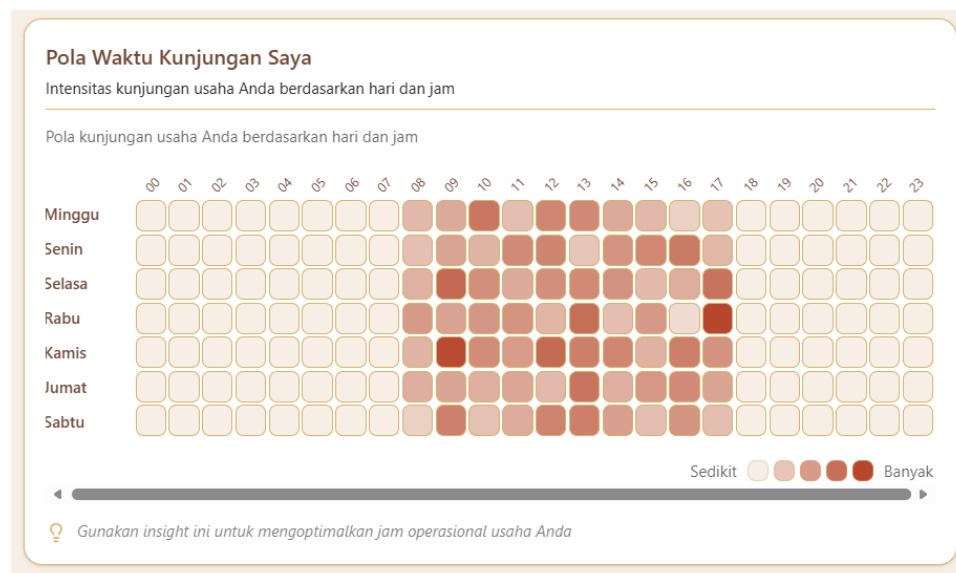 Pola Waktu Kunjungan Saya
Intensitas kunjungan usaha Anda berdasarkan hari dan jam
Pola kunjungan usaha Anda berdasarkan hari dan jam
00 01 02 03 04 05 06 07 08 09 10 11 12 13 14 15 16 17 18 19 20 21 22 23
Minggu
Senin
Selasa
Rabu
Kamis
Jumat
Sabtu
Sedikit Banyak
Gunakan insight ini untuk mengoptimalkan jam operasional usaha Anda